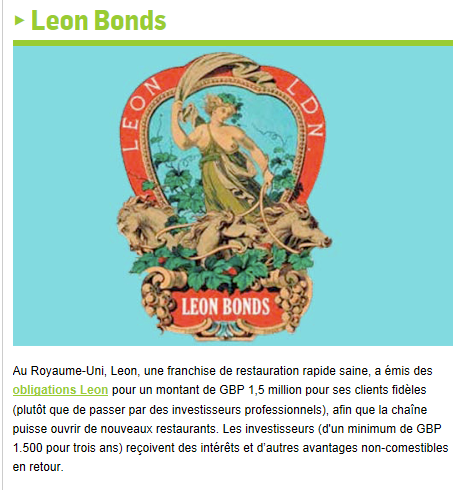 Leon Bonds
LEON LDN.
LEON BONDS
Au Royaume-Uni, Leon, une franchise de restauration rapide saine, a émis des
obligations Leon pour un montant de GBP 1,5 million pour ses clients fidèles
(plutôt que de passer par des investisseurs professionnels), afin que la chaîne
puisse ouvrir de nouveaux restaurants. Les investisseurs (d'un minimum de GBP
1.500 pour trois ans) reçoivent des intérêts et d'autres avantages non-comestibles
en retour.